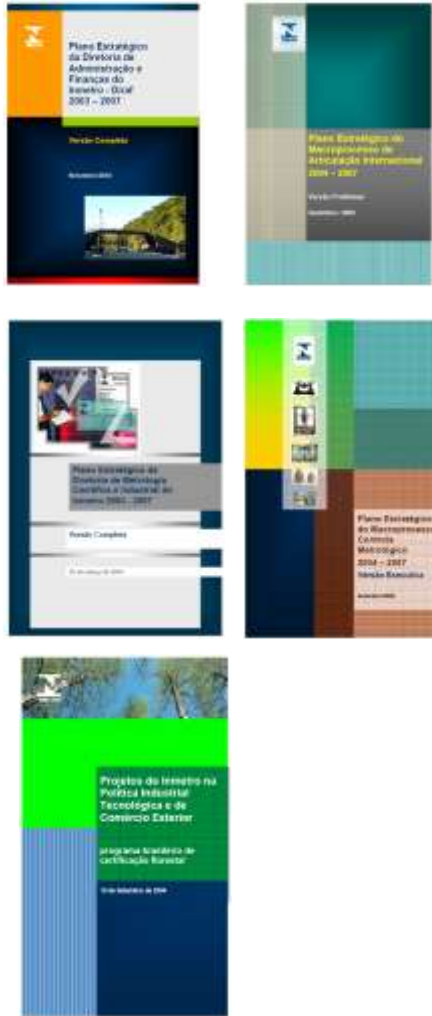 Plano Estratégico
da Diretoria de
Administração e
Finanças do
Inmetro - Diraf
2003 – 2007
Versão Completa
Plano Estratégico do
Macroprocesso de
Articulação Internacional
2004 – 2007
Versão Preliminar
Plano Estratégico da
Diretoria de Metrologia
Científica e Industrial do
Inmetro 2003 - 2007
Versão Completa
Plano Estratégico
do Macroprocesso
Controle
Metrológico
2004 – 2007
Versão Executiva
Projetos do Inmetro na
Política Industrial
Tecnológica e de
Comércio Exterior
programa brasileiro de
certificação florestal